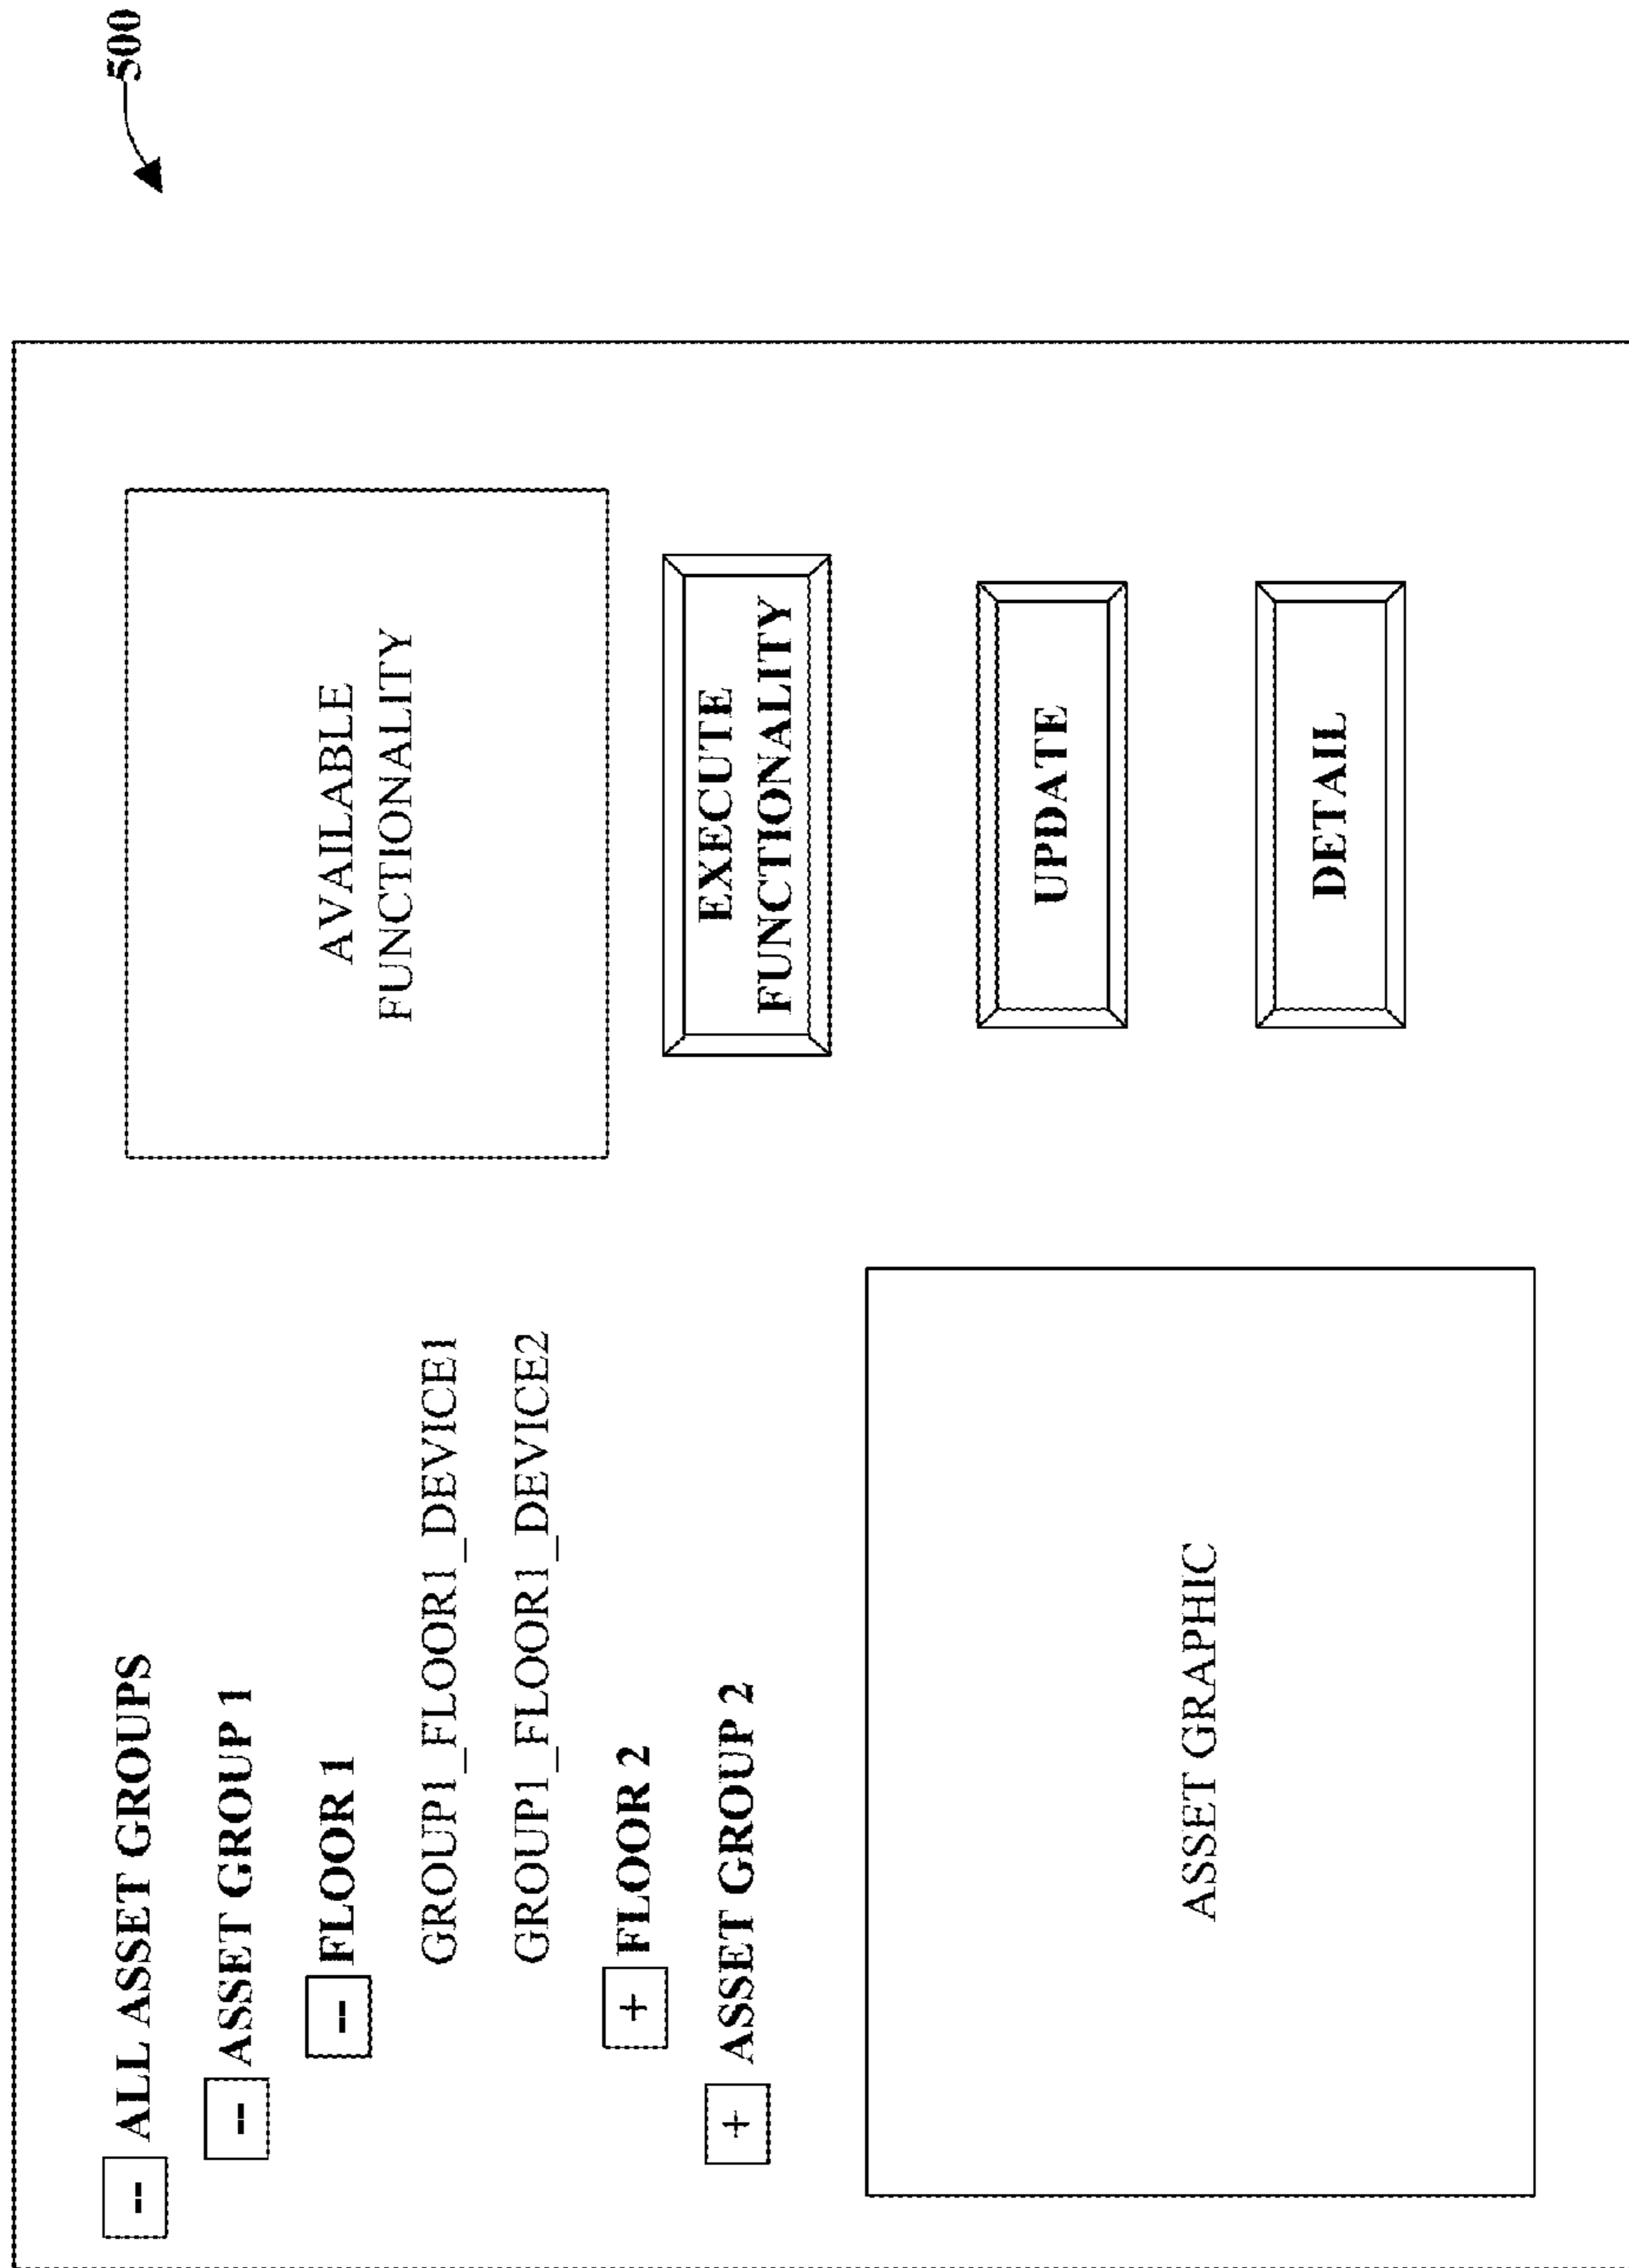 500
-- ALL ASSET GROUPS
-- ASSET GROUP 1
-- FLOOR 1
GROUP1_FLOOR1_DEVICE1
GROUP1_FLOOR1_DEVICE2
+ FLOOR 2
+ ASSET GROUP 2
ASSET GRAPHIC
AVAILABLE
FUNCTIONALITY
EXECUTE
FUNCTIONALITY
UPDATE
DETAIL